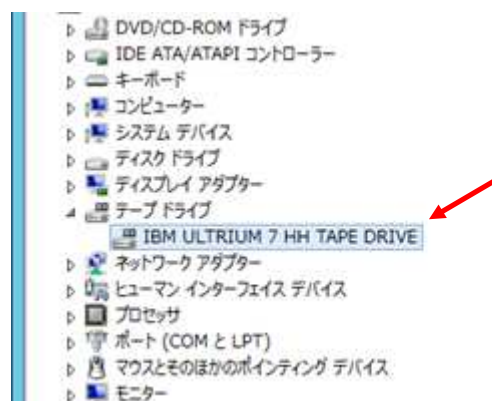 DVD/CD-ROM ドライブ
IDE ATA/ATAPI コントローラー
キーボード
コンピューター
システム デバイス
ディスク ドライブ
ディスプレイ アダプター
テープ ドライブ
IBM ULTRIUM 7 HH TAPE DRIVE
ネットワーク アダプター
ヒューマン インターフェイス デバイス
プロセッサ
ポート (COM と LPT)
マウスとそのほかのポインティング デバイス
モニター